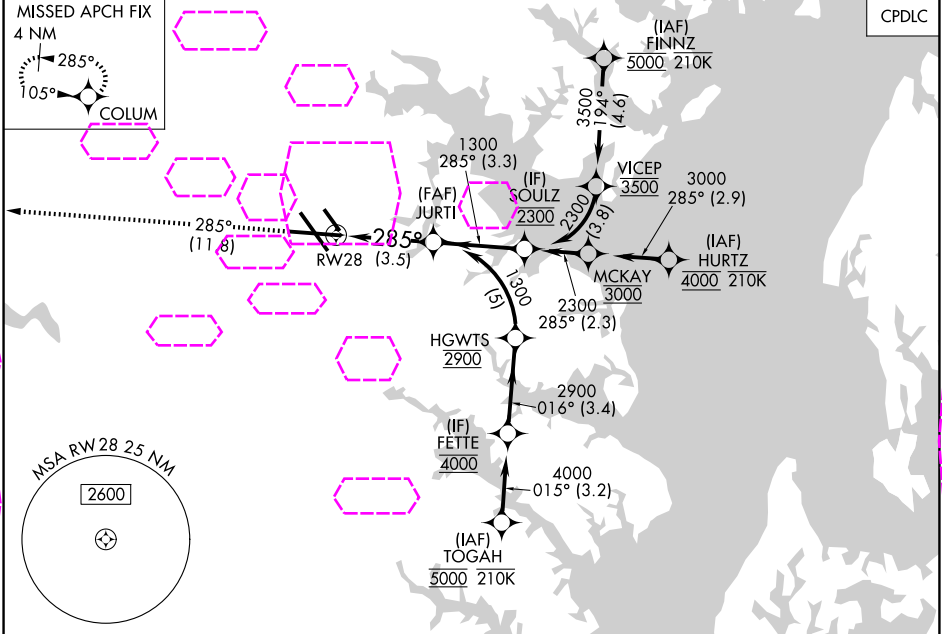 MISSED APCH FIX
4 NM
285°
105°
COLUM
CPDLC
(IAF)
FINNZ
5000 210K
3500
194°
(4.6)
VICEP
3500
2300
(3.8)
3000
285° (2.9)
(IAF)
HURTZ
4000 210K
1300
285° (3.3)
(IF)
SOULZ
2300
(FAF)
JURTI
MCKAY
3000
2300
285° (2.3)
285°
(11.8)
RW28
285°
(3.5)
1300
(5)
HGWTS
2900
2900
016° (3.4)
(IF)
FETTE
4000
4000
015° (3.2)
(IAF)
TOGAH
5000 210K
MSA RW28 25 NM
2600